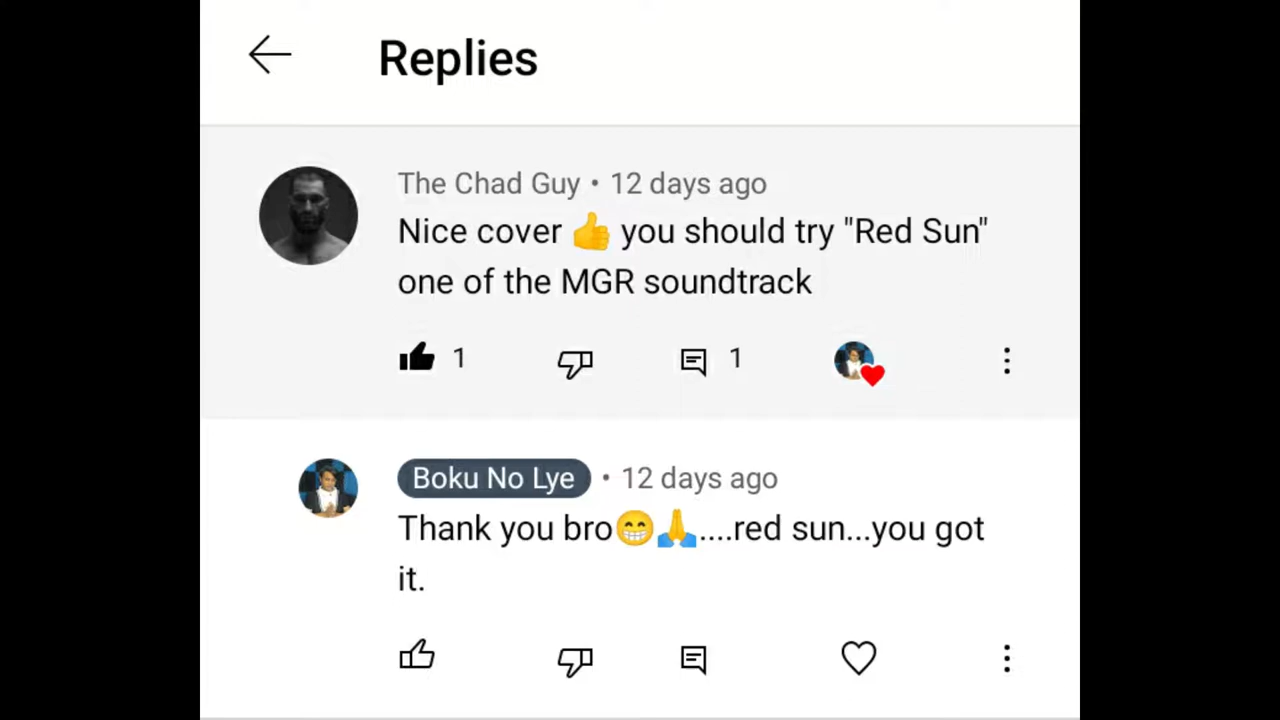 Replies
The Chad Guy • 12 days ago
Nice cover 👍 you should try "Red Sun"
one of the MGR soundtrack
1
1
Boku No Lye • 12 days ago
Thank you bro😁🙏....red sun...you got
it.